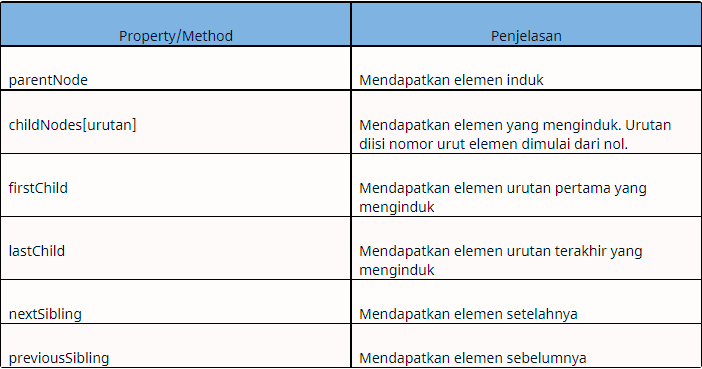 Property/Method Penjelasan
parentNode Mendapatkan elemen induk
childNodes[urutan] Mendapatkan elemen yang menginduk. Urutan
diisi nomor urut elemen dimulai dari nol.
firstChild Mendapatkan elemen urutan pertama yang
menginduk
lastChild Mendapatkan elemen urutan terakhir yang
menginduk
nextSibling Mendapatkan elemen setelahnya
previousSibling Mendapatkan elemen sebelumnya